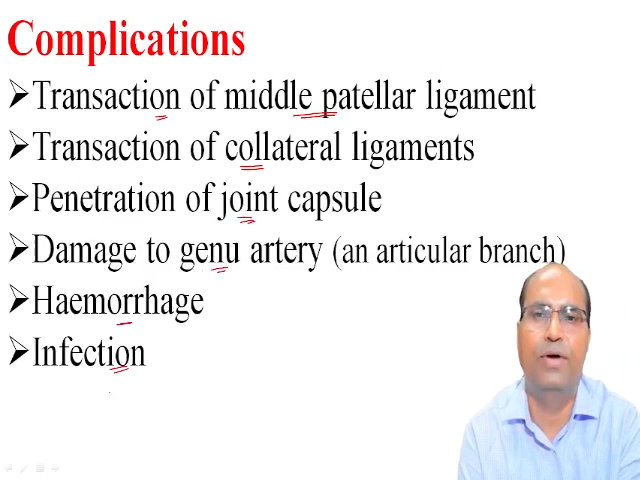 Complications
➢Transaction of middle patellar ligament
➢Transaction of collateral ligaments
➢Penetration of joint capsule
➢Damage to genu artery (an articular branch)
➢Haemorrhage
➢Infection